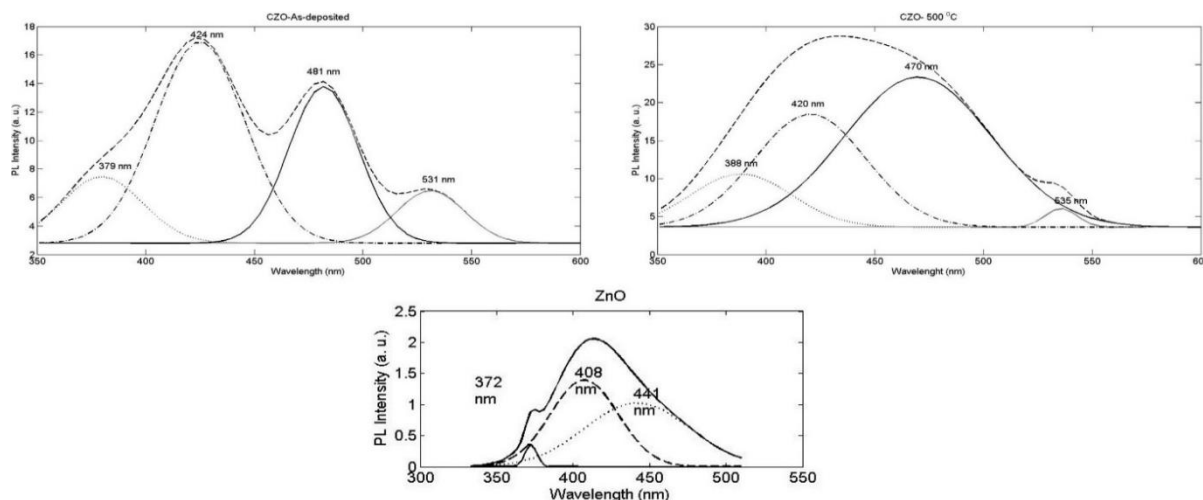 CZO-As-deposited
18
16
14
12
10
8
6
4
2
424 nm
481 nm
379 nm
531 nm
350
400
450
500
550
600
PL Intensity (a. u.)
Wavelength (nm)
CZO- 500 °C
30
25
20
15
10
5
0
470 nm
420 nm
388 nm
535 nm
350
400
450
500
550
600
PL Intensity (a. u.)
Wavelenght (nm)
ZnO
2.5
2
1.5
1
0.5
0
372
nm
408
nm
441
nm
300
350
400
450
500
550
PL Intensity (a. u.)
Wavelength (nm)